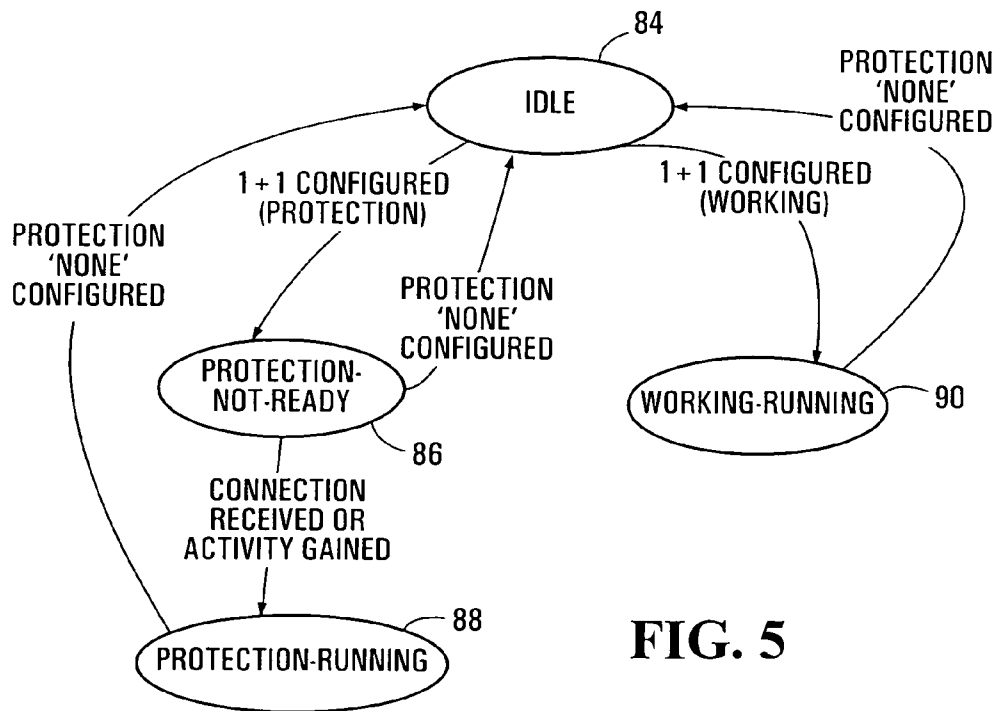 84
IDLE
PROTECTION
'NONE'
CONFIGURED
1 + 1 CONFIGURED
(PROTECTION)
1 + 1 CONFIGURED
(WORKING)
PROTECTION
'NONE'
CONFIGURED
PROTECTION
'NONE'
CONFIGURED
PROTECTION-
NOT-READY
86
WORKING-RUNNING
90
CONNECTION
RECEIVED OR
ACTIVITY GAINED
88
PROTECTION-RUNNING
FIG. 5